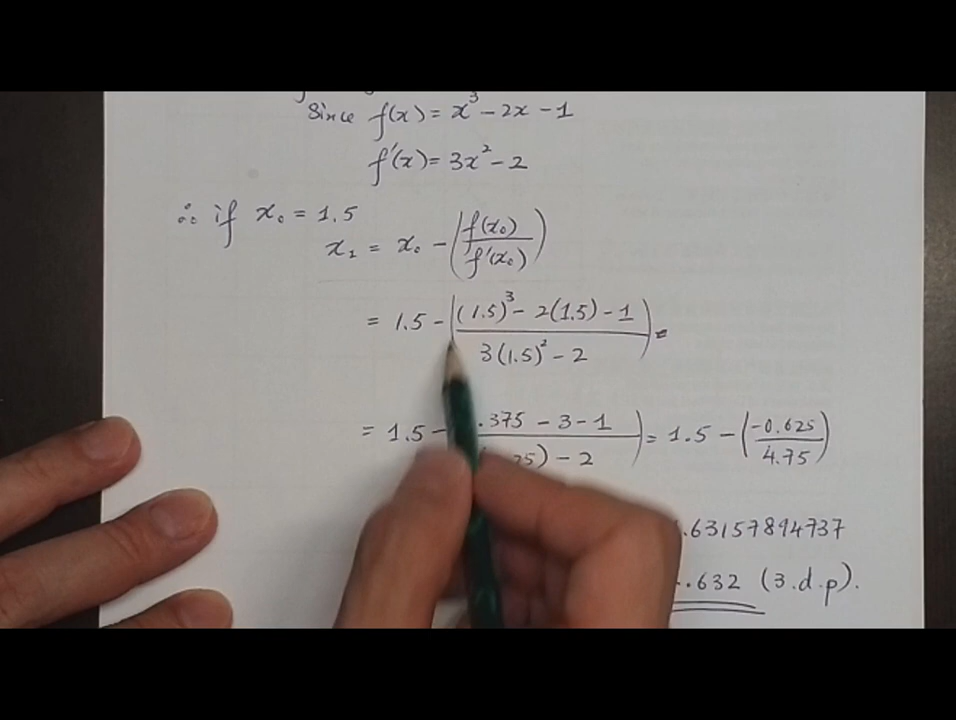 Since f(x) = x³ - 2x - 1
f'(x) = 3x² - 2
∴ if x₀ = 1.5
x₁ = x₀ - (f(x₀) / f'(x₀))
= 1.5 - ((1.5)³ - 2(1.5) - 1 / 3(1.5)² - 2) =
= 1.5 - .375 - 3 - 1 / 25) - 2) = 1.5 - (-0.625 / 4.75)
.63157894737
.632 (3.d.p).